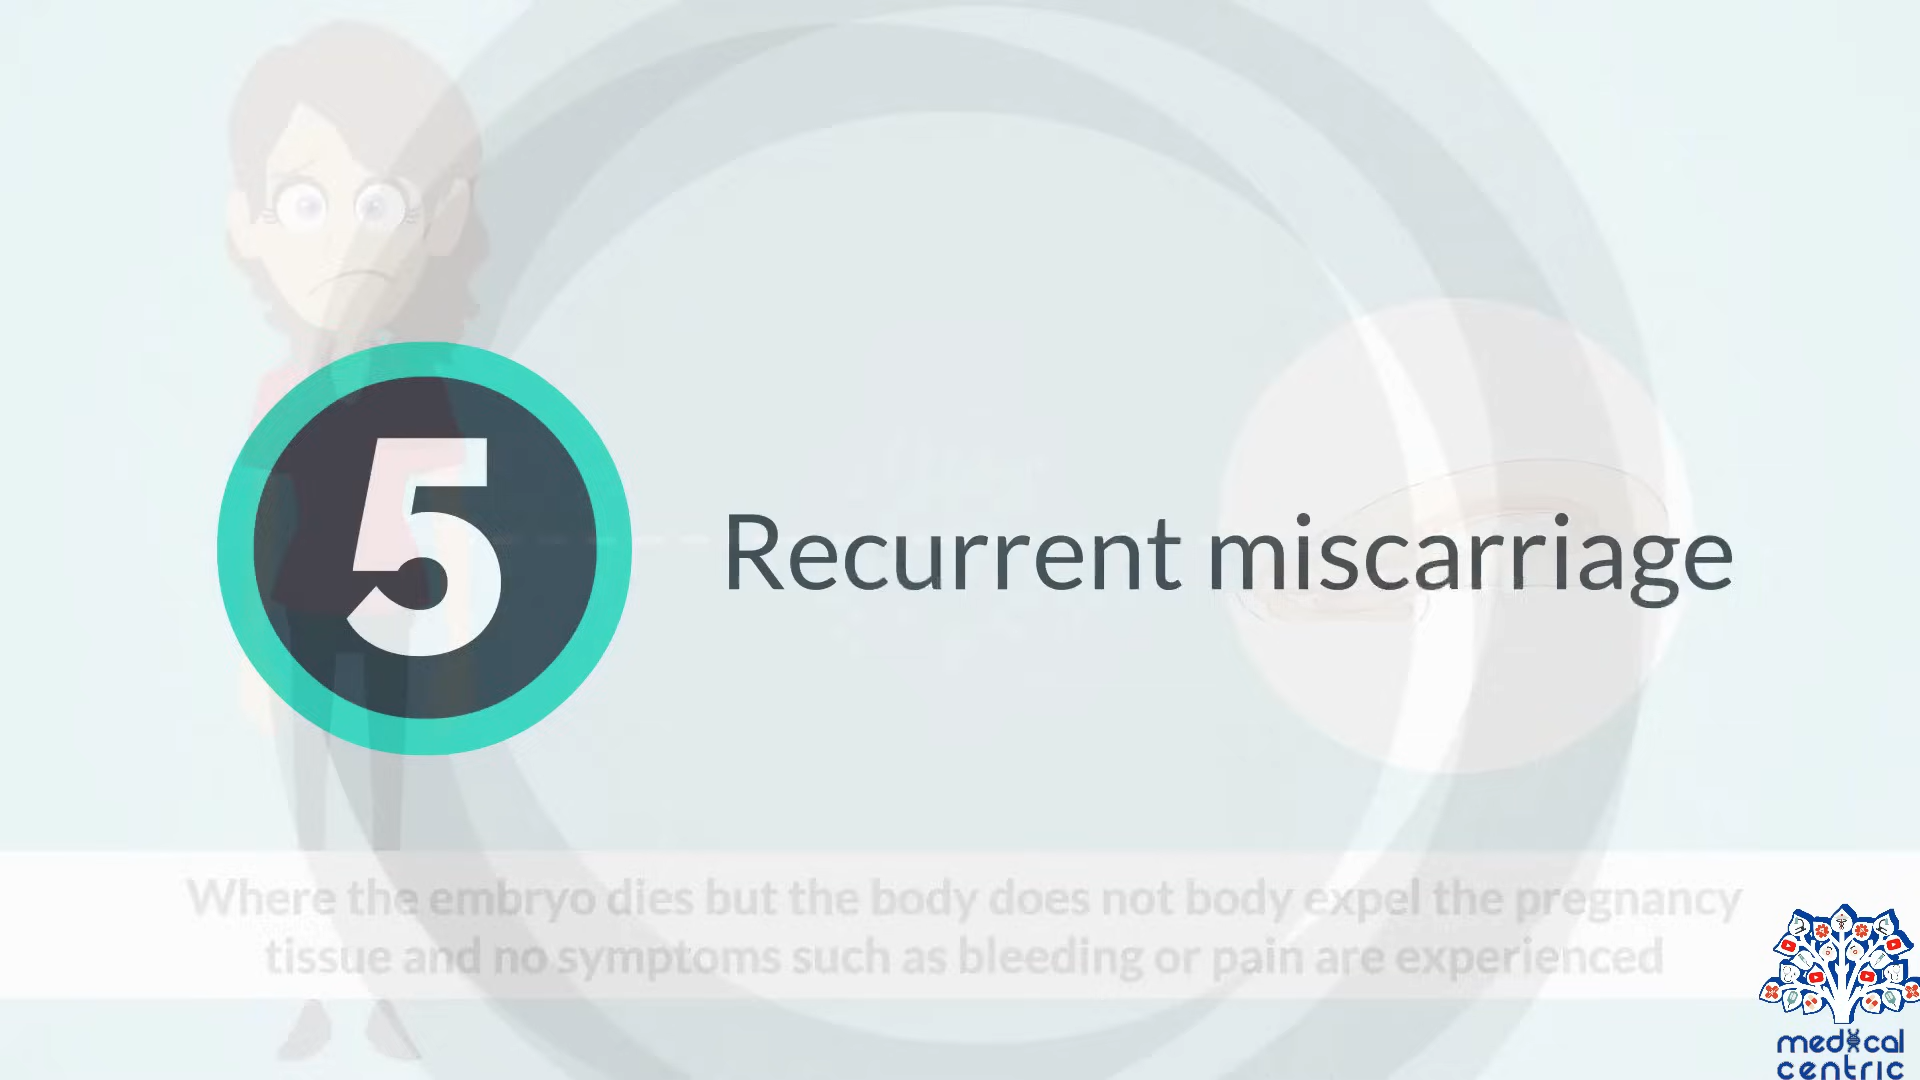 5
Recurrent miscarriage
Where the embryo dies but the body does not body expel the pregnancy
tissue and no symptoms such as bleeding or pain are experienced
medical
centric